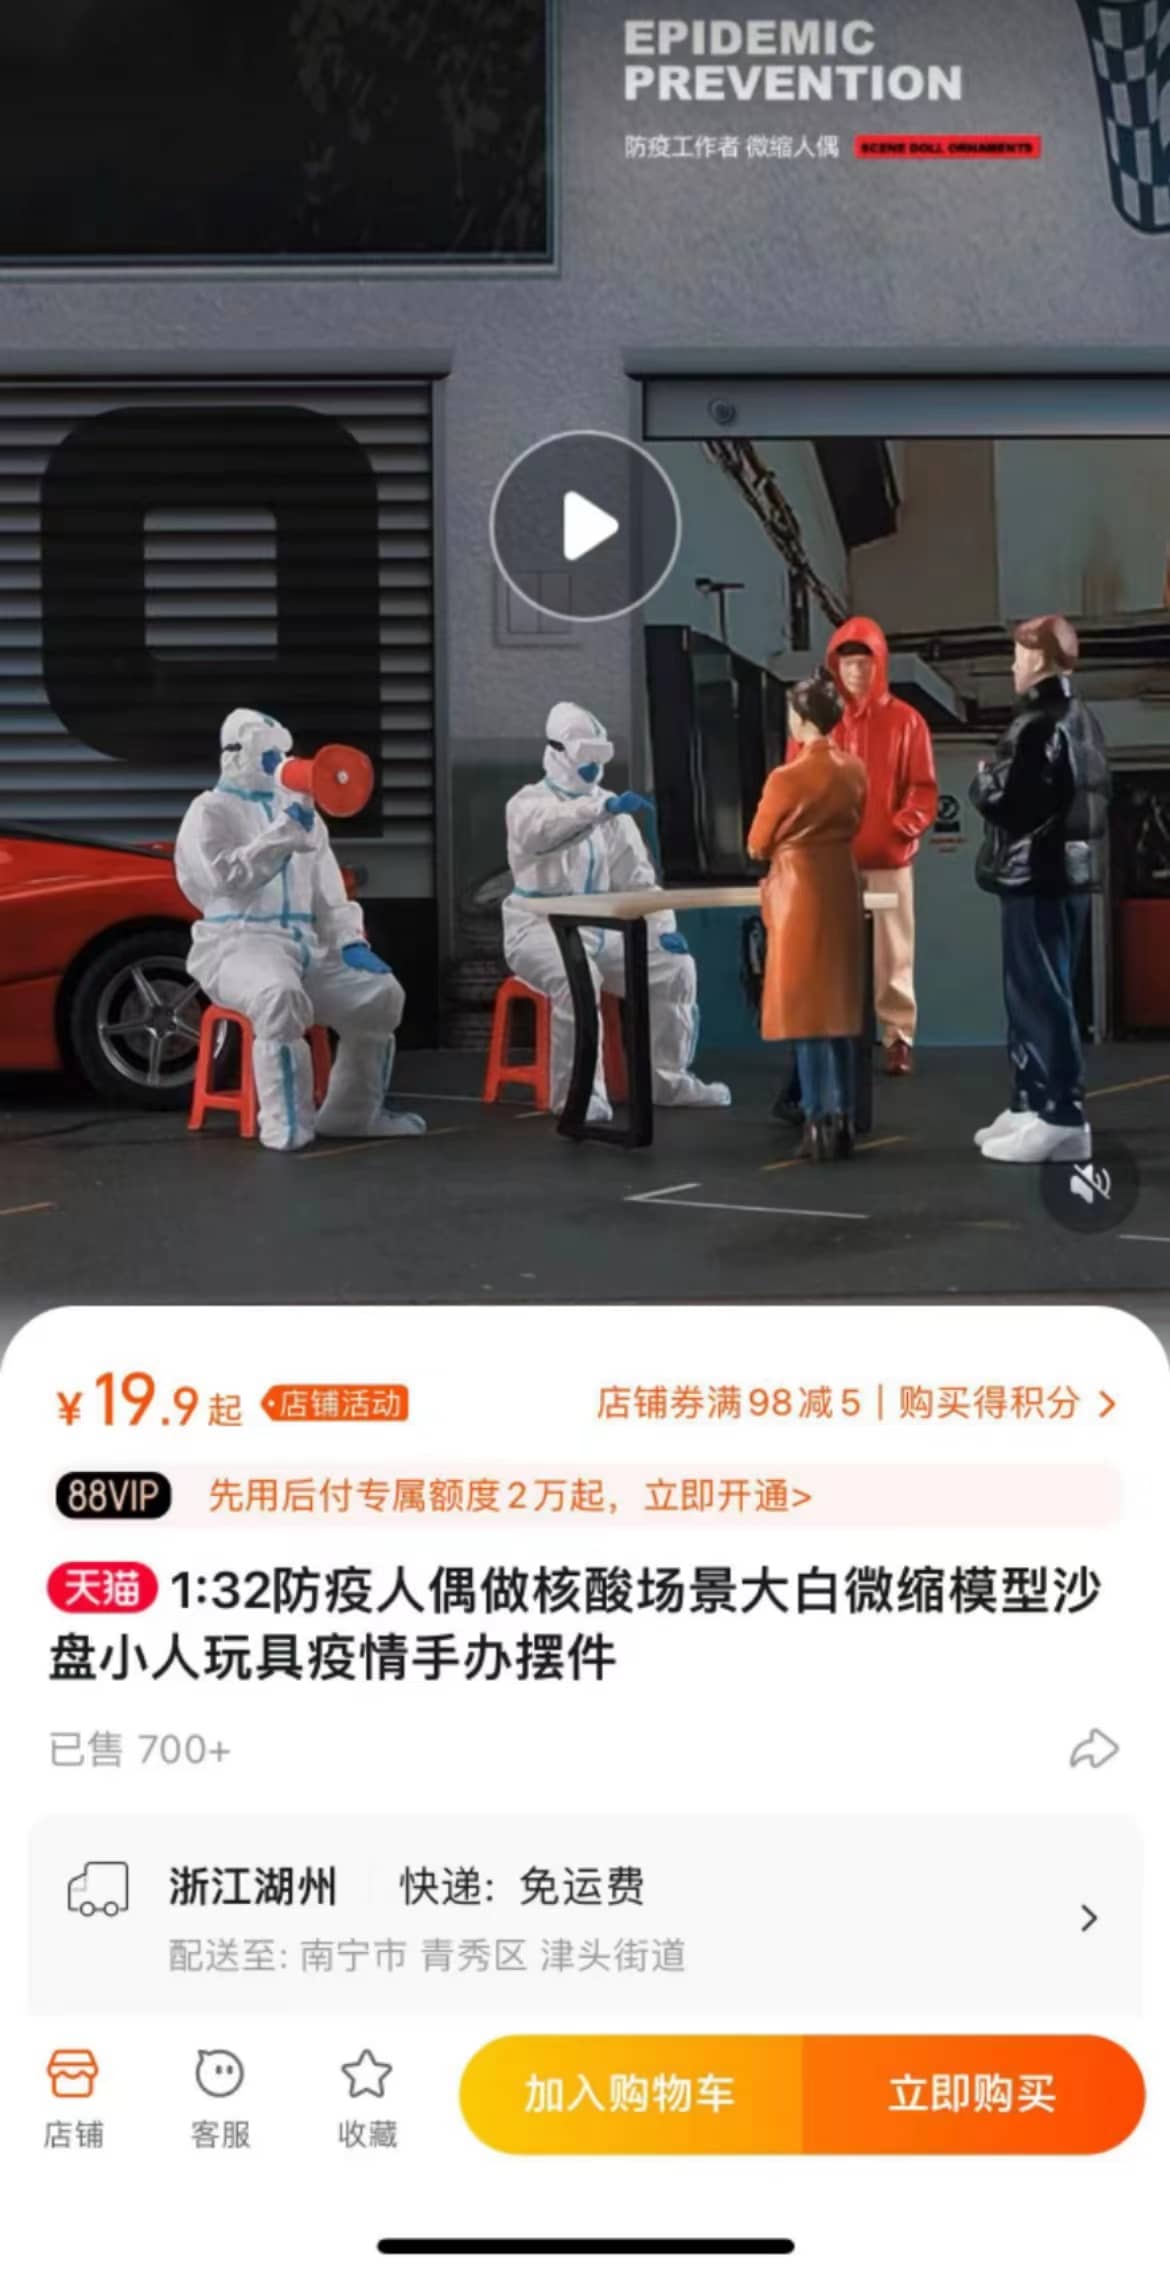 EPIDEMIC
PREVENTION
防疫工作者 微缩人偶 SCENE DOLL ORNAMENTS
¥19.9起 店铺活动 店铺券满98减5 | 购买得积分 >
88VIP 先用后付专属额度2万起，立即开通>
天猫 1:32防疫人偶做核酸场景大白微缩模型沙
盘小人玩具疫情手办摆件
已售 700+
浙江湖州 快递: 免运费
配送至: 南宁市 青秀区 津头街道
店铺 客服 收藏 加入购物车 立即购买